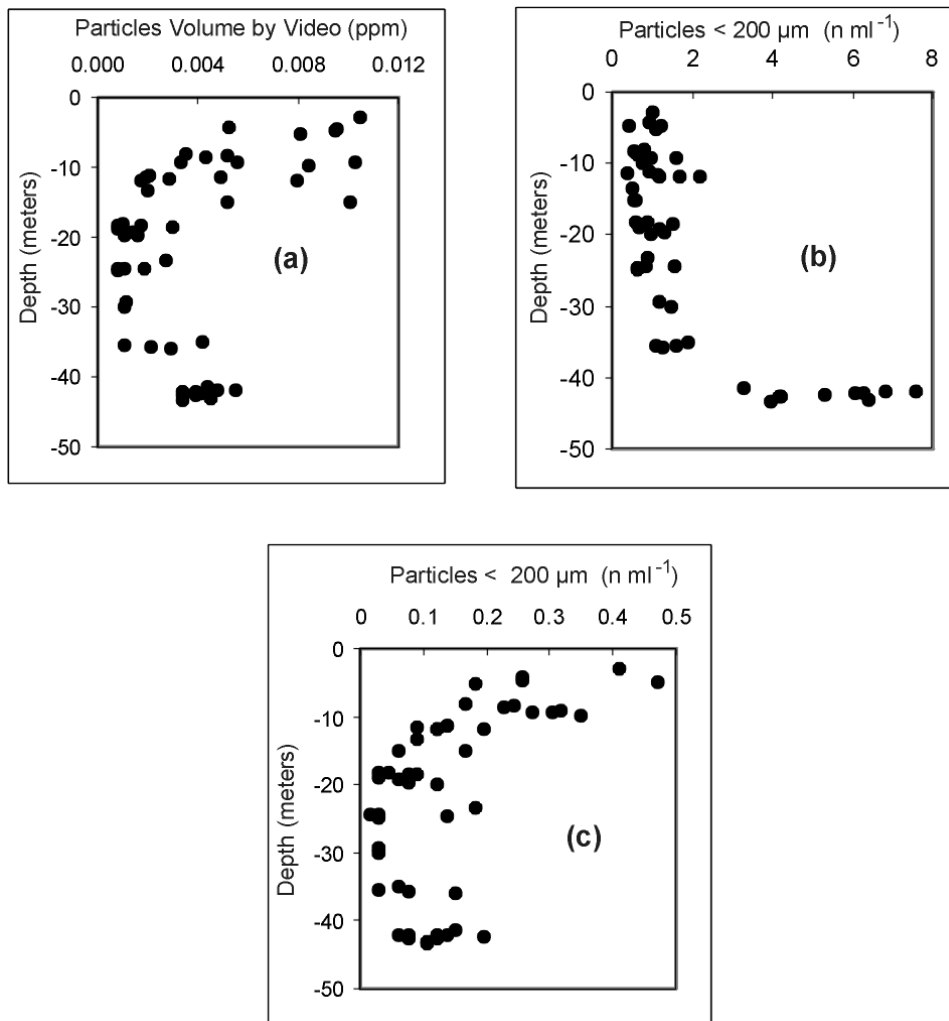 Particles Volume by Video (ppm)
0.000 0.004 0.008 0.012
0
-10
-20
-30
-40
-50
Depth (meters)
(a)
Particles < 200 µm (n ml⁻¹)
0 2 4 6 8
0
-10
-20
-30
-40
-50
Depth (meters)
(b)
Particles < 200 µm (n ml⁻¹)
0 0.1 0.2 0.3 0.4 0.5
0
-10
-20
-30
-40
-50
Depth (meters)
(c)